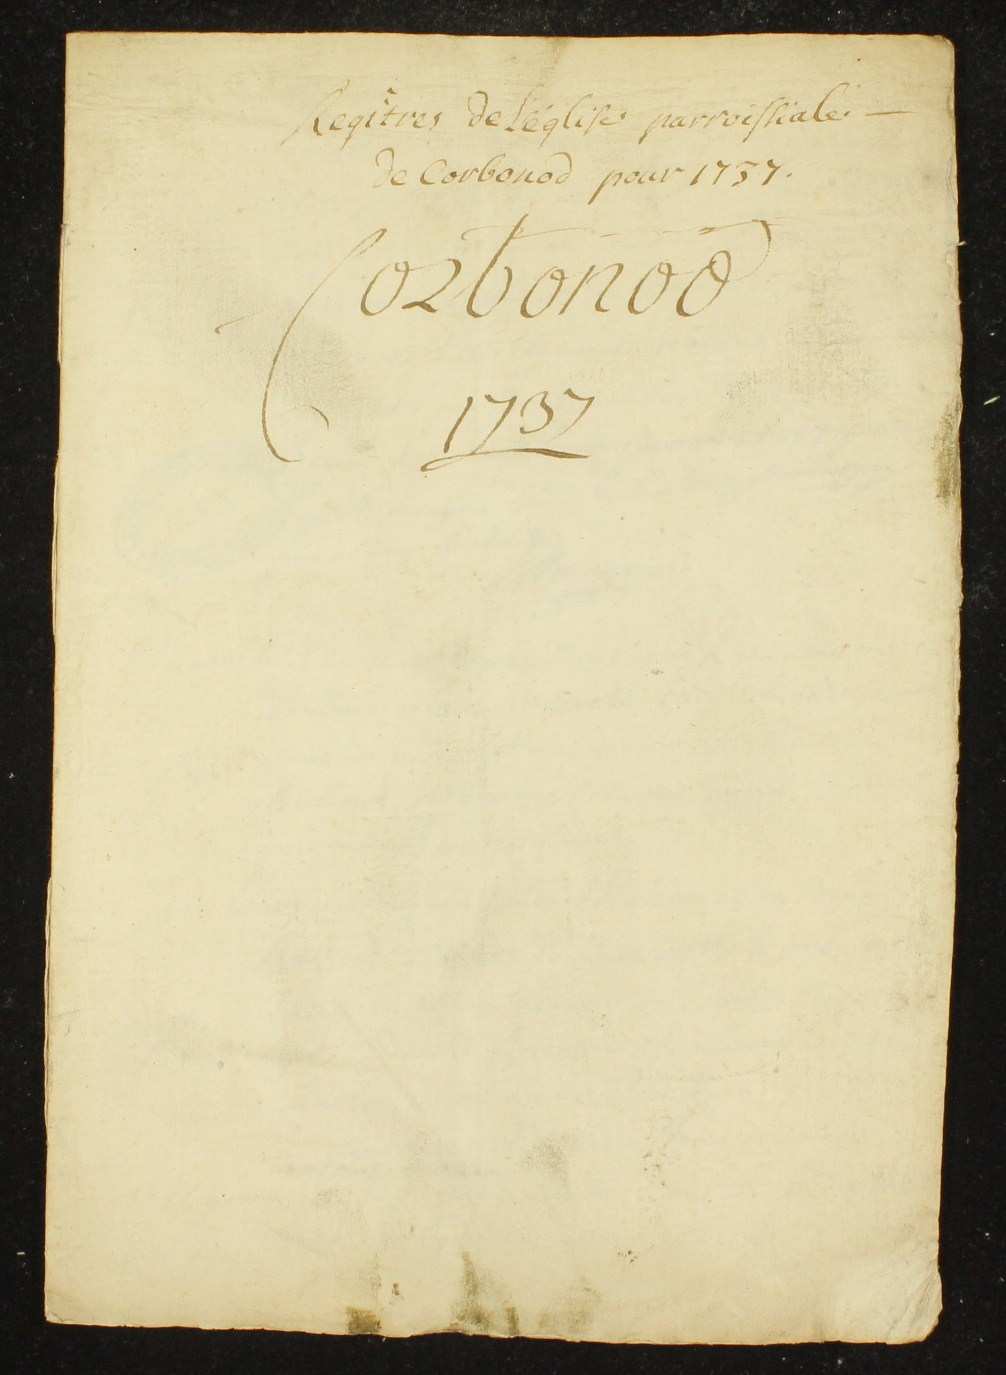 Regîtres de l'église parroissiale
de Corbonod pour 1737.
Corbonod
1737